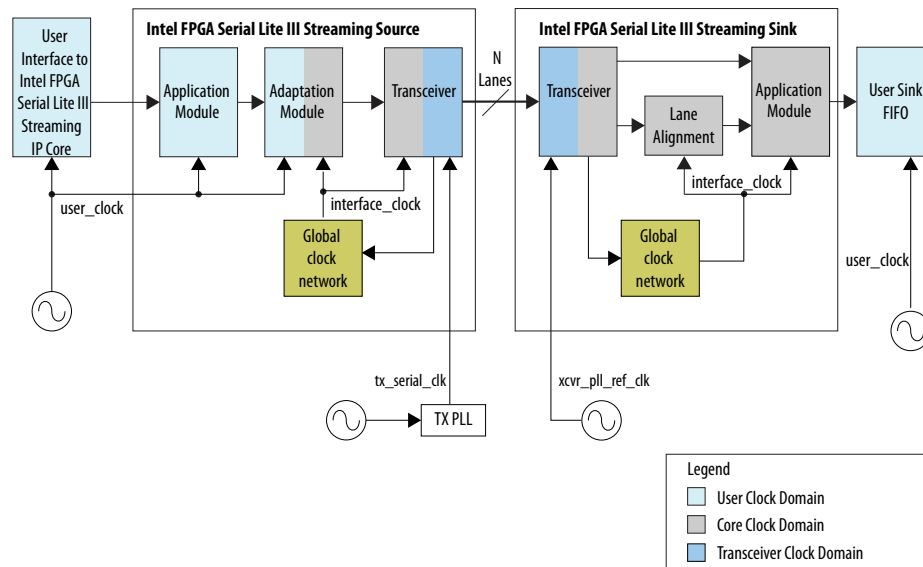 Intel FPGA Serial Lite III Streaming Source
Intel FPGA Serial Lite III Streaming Sink
User
Interface to
Intel FPGA
Serial Lite III
Streaming
IP Core
Application
Module
Adaptation
Module
Transceiver
N
Lanes
Transceiver
Lane
Alignment
Application
Module
User Sink
FIFO
user_clock
interface_clock
Global
clock
network
interface_clock
Global
clock
network
user_clock
tx_serial_clk
TX PLL
xcvr_pll_ref_clk
Legend
User Clock Domain
Core Clock Domain
Transceiver Clock Domain